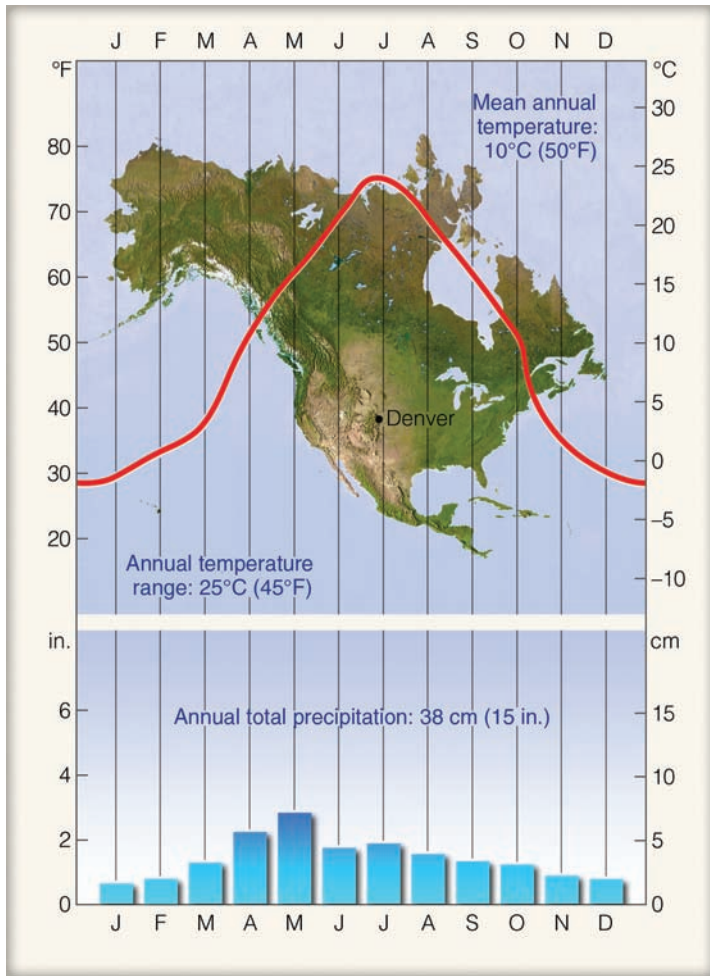 J F M A M J J A S O N D
°F °C
80
70
60
50
40
30
20
30
25
20
15
10
5
0
–5
–10
Mean annual
temperature:
10°C (50°F)
Denver
Annual temperature
range: 25°C (45°F)
in. cm
6
4
2
0
15
10
5
0
Annual total precipitation: 38 cm (15 in.)
J F M A M J J A S O N D